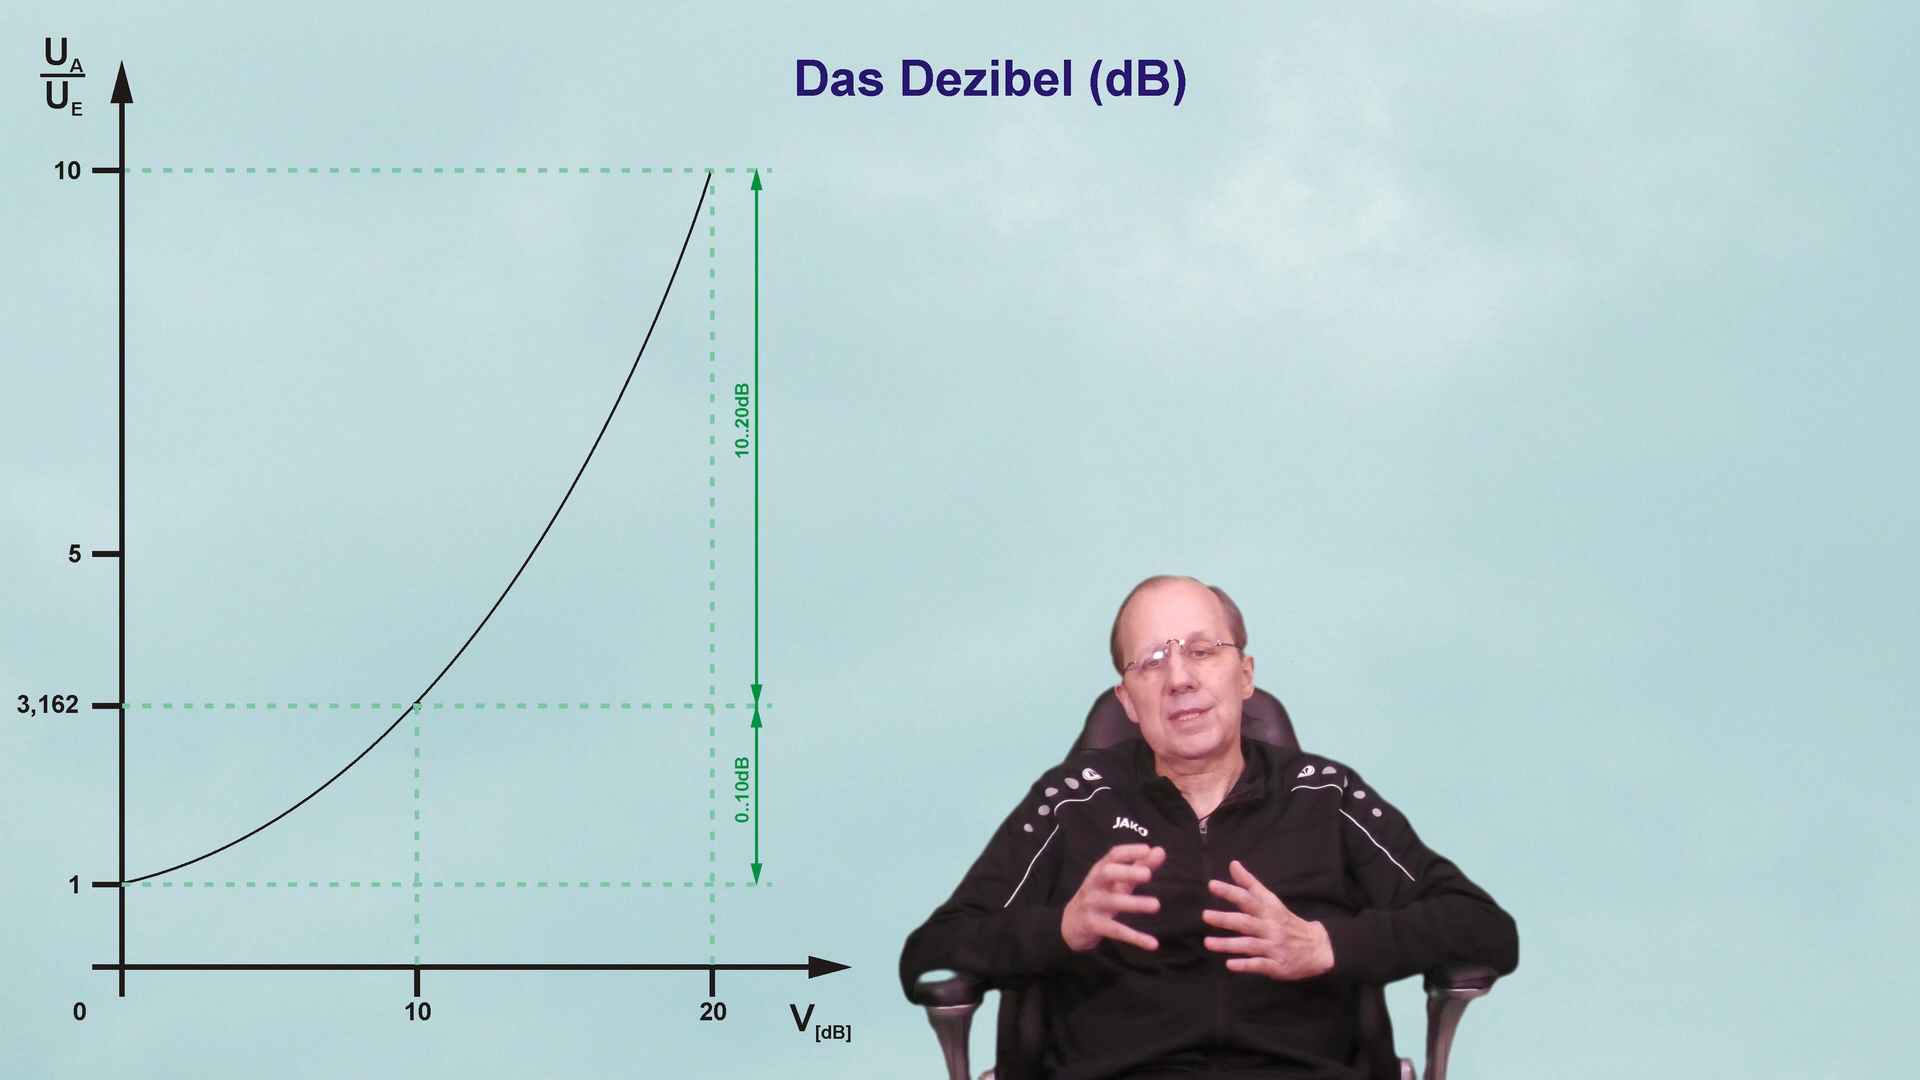 Das Dezibel (dB)
U_A
U_E
10
5
3,162
1
0
10
20
V[dB]
10..20dB
0..10dB
JAKO